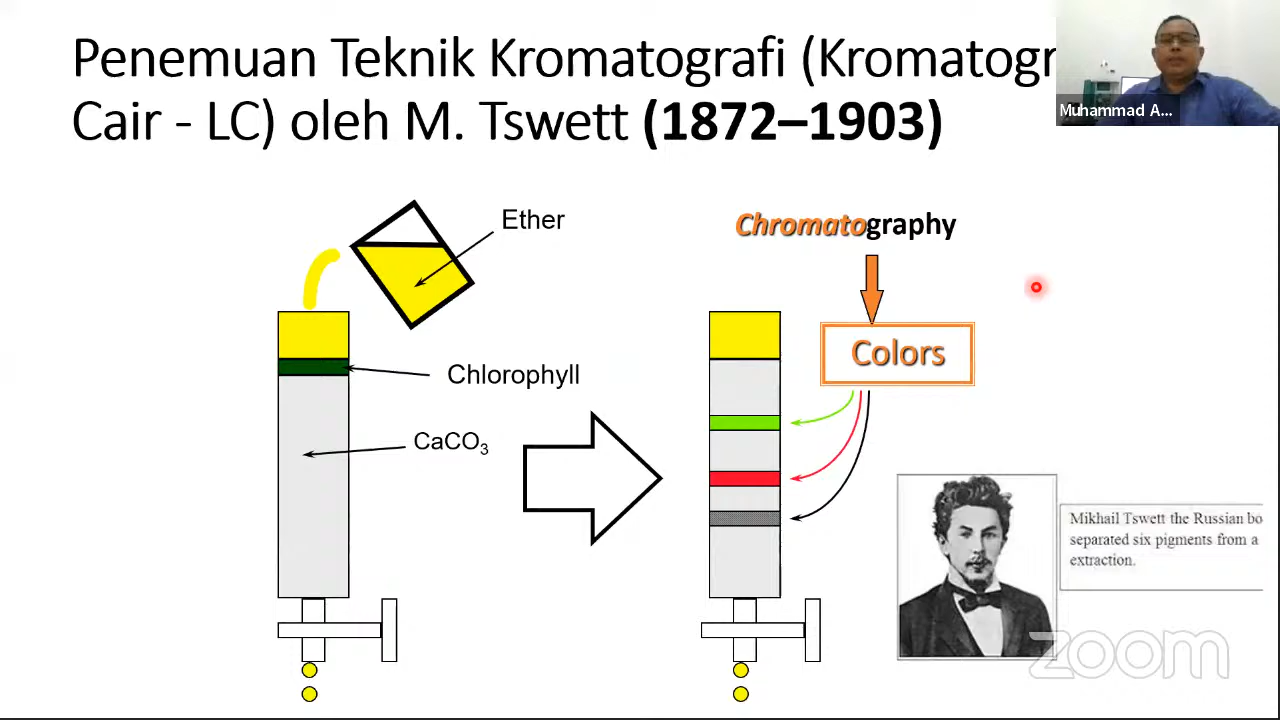 Penemuan Teknik Kromatografi (Kromatogr
Cair - LC) oleh M. Tswett (1872–1903)
Muhammad A...
Ether
Chromatography
Colors
Chlorophyll
CaCO3
Mikhail Tswett the Russian bo
separated six pigments from a
extraction.
zoom